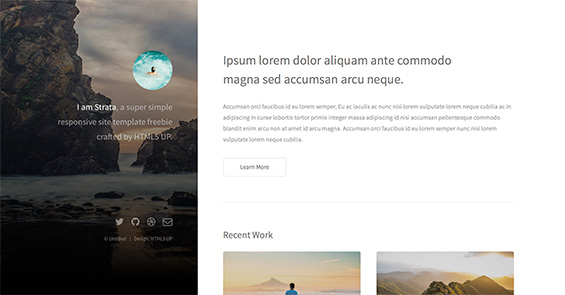 I am Strata, a super simple
responsive site template freebie
crafted by HTML5 UP.
© Untitled
Design: HTML5 UP
Ipsum lorem dolor aliquam ante commodo
magna sed accumsan arcu neque.
Accumsan orci faucibus id eu lorem semper. Eu ac iaculis ac nunc nisi lorem vulputate lorem neque cubilia ac in
adipiscing in curae lobortis tortor primis integer massa adipiscing id nisi accumsan pellentesque commodo
blandit enim arcu non at amet id arcu magna. Accumsan orci faucibus id eu lorem semper nunc nisi lorem
vulputate lorem neque cubilia.
Learn More
Recent Work